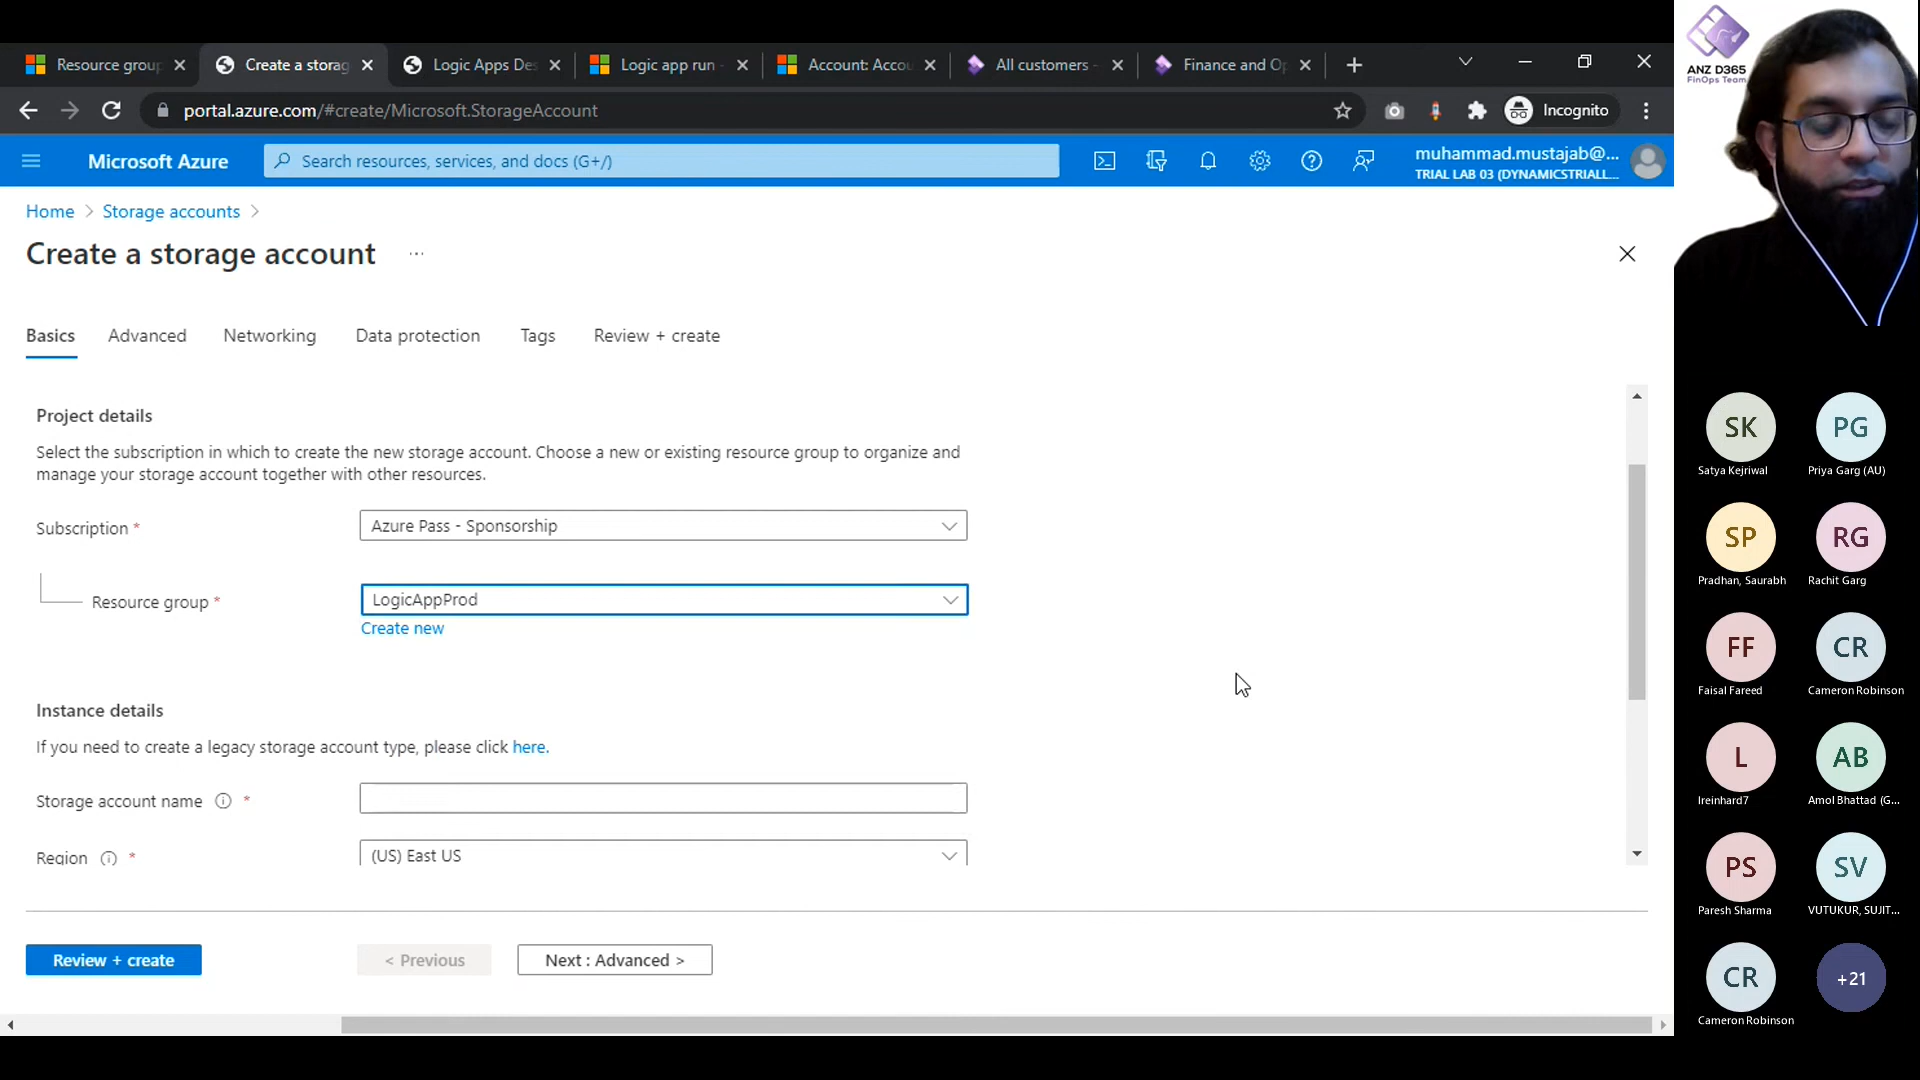 Resource group
Create a storag
Logic Apps Des
Logic app run -
Account: Accou
All customers -
Finance and Op
portal.azure.com/#create/Microsoft.StorageAccount
Incognito
Microsoft Azure
Search resources, services, and docs (G+/)
muhammad.mustajab@...
TRIAL LAB 03 (DYNAMICSTRIALL...
Home > Storage accounts >
Create a storage account ...
Basics
Advanced
Networking
Data protection
Tags
Review + create
Project details
Select the subscription in which to create the new storage account. Choose a new or existing resource group to organize and
manage your storage account together with other resources.
Subscription *
Azure Pass - Sponsorship
Resource group *
LogicAppProd
Create new
Instance details
If you need to create a legacy storage account type, please click here.
Storage account name *
Region *
(US) East US
Review + create
< Previous
Next : Advanced >
ANZ D365
FinOps Team
SK
PG
Satya Kejriwal
Priya Garg (AU)
SP
RG
Pradhan, Saurabh
Rachit Garg
FF
CR
Faisal Fareed
Cameron Robinson
L
AB
lreinhard7
Amol Bhattad (G...
PS
SV
Paresh Sharma
VUTUKUR, SUJIT...
CR
+21
Cameron Robinson